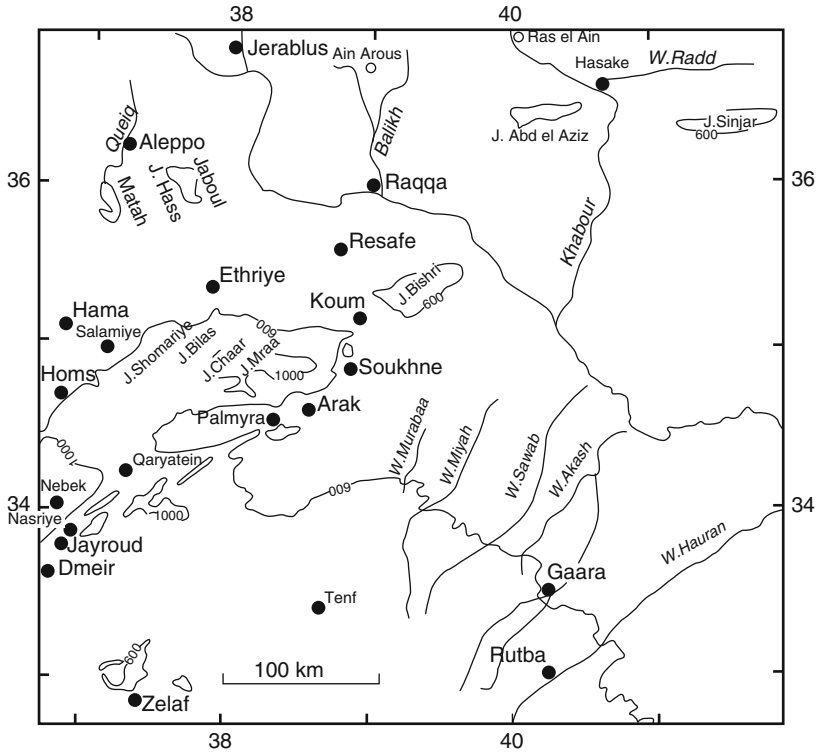 38
40
Jerablus
Ain Arous
Ras el Ain
Hasake
W.Radd
Queiq
Aleppo
Balikh
J. Abd el Aziz
J.Sinjar
600
Matah
J. Hass
Jaboul
36
Raqqa
36
Khabour
Resafe
Ethriye
J.Bishri
600
Koum
Hama
Salamiye
600
J.Shomariye
J.Bilas
J.Chaar
J.Mraa
1000
Soukhne
Homs
Arak
Palmyra
W.Murabaa
W.Miyah
W.Sawab
W.Akash
1000
Qaryatein
Nebek
600
34
1000
34
Nasriye
Jayroud
W.Hauran
Dmeir
Gaara
Tenf
600
Rutba
100 km
Zelaf
38
40